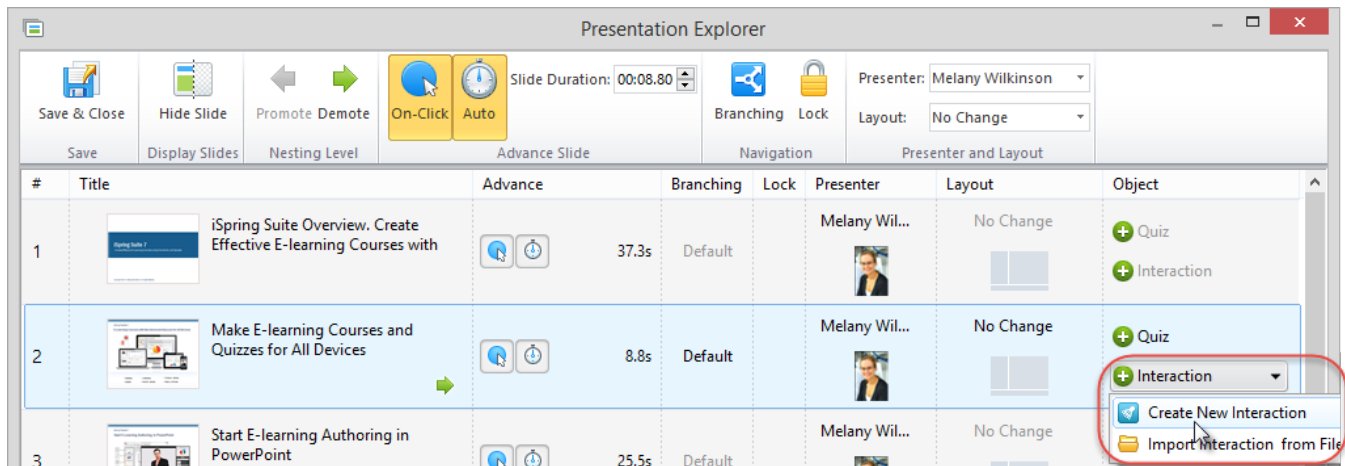 Presentation Explorer
Save & Close
Hide Slide
Promote Demote
On-Click
Auto
Slide Duration: 00:08.80
Branching
Lock
Presenter: Melany Wilkinson
Layout: No Change
Save
Display Slides
Nesting Level
Advance Slide
Navigation
Presenter and Layout
# Title Advance Branching Lock Presenter Layout Object
1
iSpring Suite 7
iSpring Suite Overview. Create
Effective E-learning Courses with
37.3s
Default
Melany Wil...
No Change
Quiz
Interaction
2
Make E-learning Courses and
Quizzes for All Devices
8.8s
Default
Melany Wil...
No Change
Quiz
Interaction
Create New Interaction
Import Interaction from File
3
Start E-learning Authoring in
PowerPoint
25.5s
Default
Melany Wil...
No Change